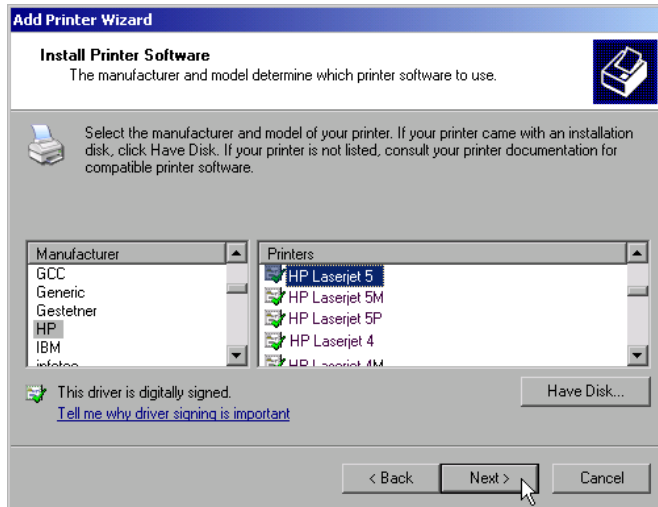 Add Printer Wizard
Install Printer Software
The manufacturer and model determine which printer software to use.
Select the manufacturer and model of your printer. If your printer came with an installation
disk, click Have Disk. If your printer is not listed, consult your printer documentation for
compatible printer software.
Manufacturer
GCC
Generic
Gestetner
HP
IBM
infotec
Printers
HP Laserjet 5
HP Laserjet 5M
HP Laserjet 5P
HP Laserjet 4
HP Laserjet 4M
This driver is digitally signed.
Tell me why driver signing is important
Have Disk...
< Back
Next >
Cancel